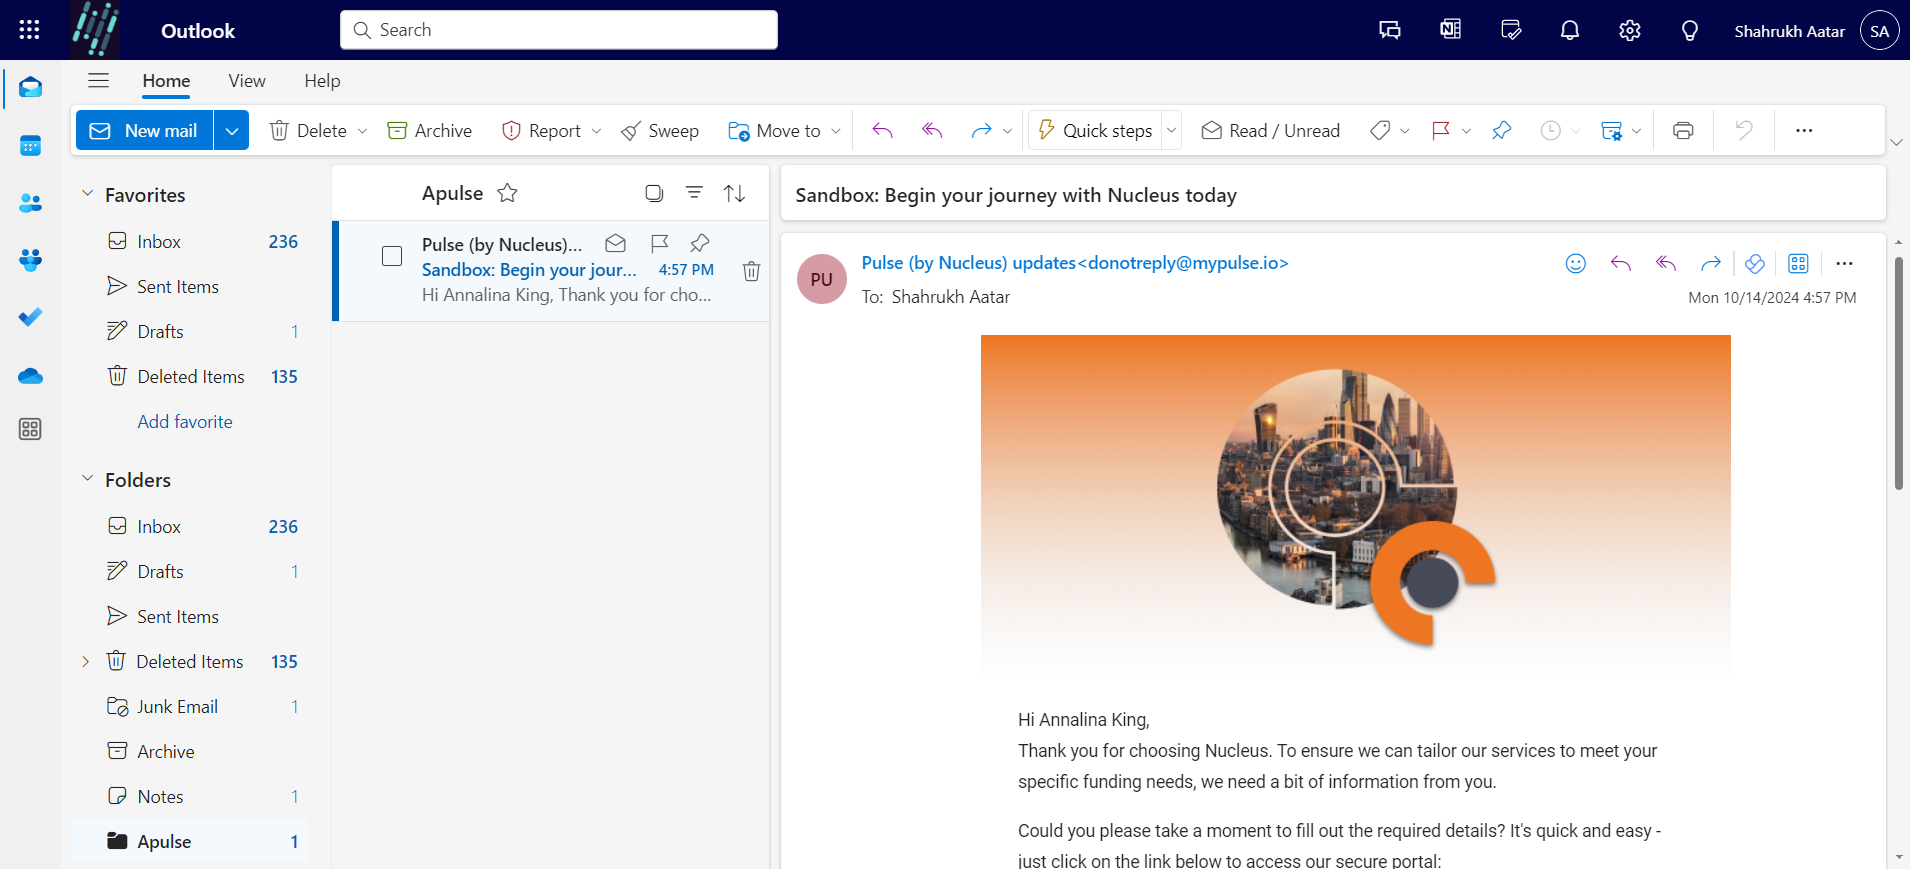 Outlook
Search
Shahrukh Aatar
SA
Home View Help
New mail Delete Archive Report Sweep Move to Quick steps Read / Unread
Favorites
Inbox 236
Sent Items
Drafts 1
Deleted Items 135
Add favorite
Folders
Inbox 236
Drafts 1
Sent Items
Deleted Items 135
Junk Email 1
Archive
Notes 1
Apulse 1
Apulse
Pulse (by Nucleus)...
Sandbox: Begin your jour... 4:57 PM
Hi Annalina King, Thank you for cho...
Sandbox: Begin your journey with Nucleus today
PU
Pulse (by Nucleus) updates<donotreply@mypulse.io>
To: Shahrukh Aatar
Mon 10/14/2024 4:57 PM
Hi Annalina King,
Thank you for choosing Nucleus. To ensure we can tailor our services to meet your
specific funding needs, we need a bit of information from you.
Could you please take a moment to fill out the required details? It's quick and easy -
just click on the link below to access our secure portal: